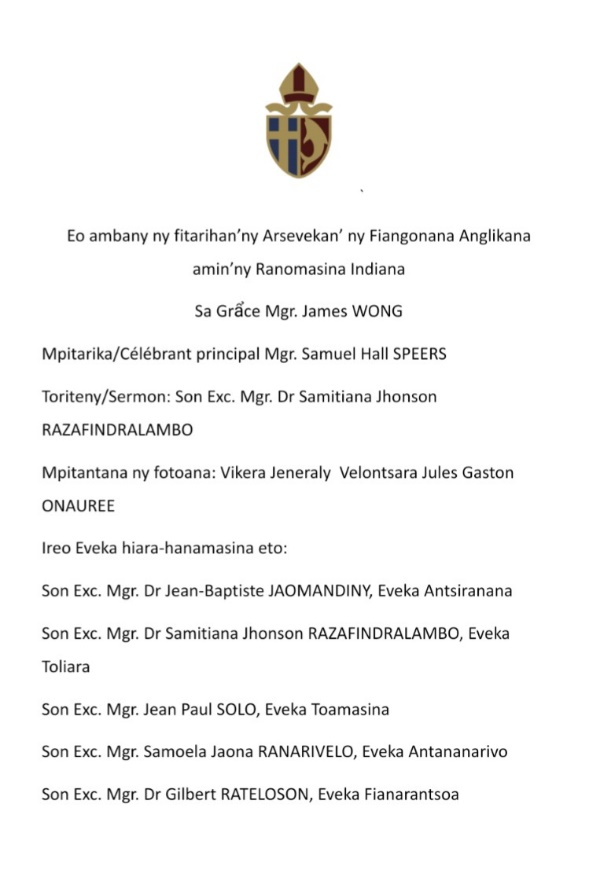 Eo ambany ny fitarihan’ny Arsevekan’ ny Fiangonana Anglikana
amin’ny Ranomasina Indiana
Sa Grẩce Mgr. James WONG
Mpitarika/Célébrant principal Mgr. Samuel Hall SPEERS
Toriteny/Sermon: Son Exc. Mgr. Dr Samitiana Jhonson
RAZAFINDRALAMBO
Mpitantana ny fotoana: Vikera Jeneraly  Velontsara Jules Gaston
ONAUREE
Ireo Eveka hiara-hanamasina eto:
Son Exc. Mgr. Dr Jean-Baptiste JAOMANDINY, Eveka Antsiranana
Son Exc. Mgr. Dr Samitiana Jhonson RAZAFINDRALAMBO, Eveka
Toliara
Son Exc. Mgr. Jean Paul SOLO, Eveka Toamasina
Son Exc. Mgr. Samoela Jaona RANARIVELO, Eveka Antananarivo
Son Exc. Mgr. Dr Gilbert RATELOSON, Eveka Fianarantsoa